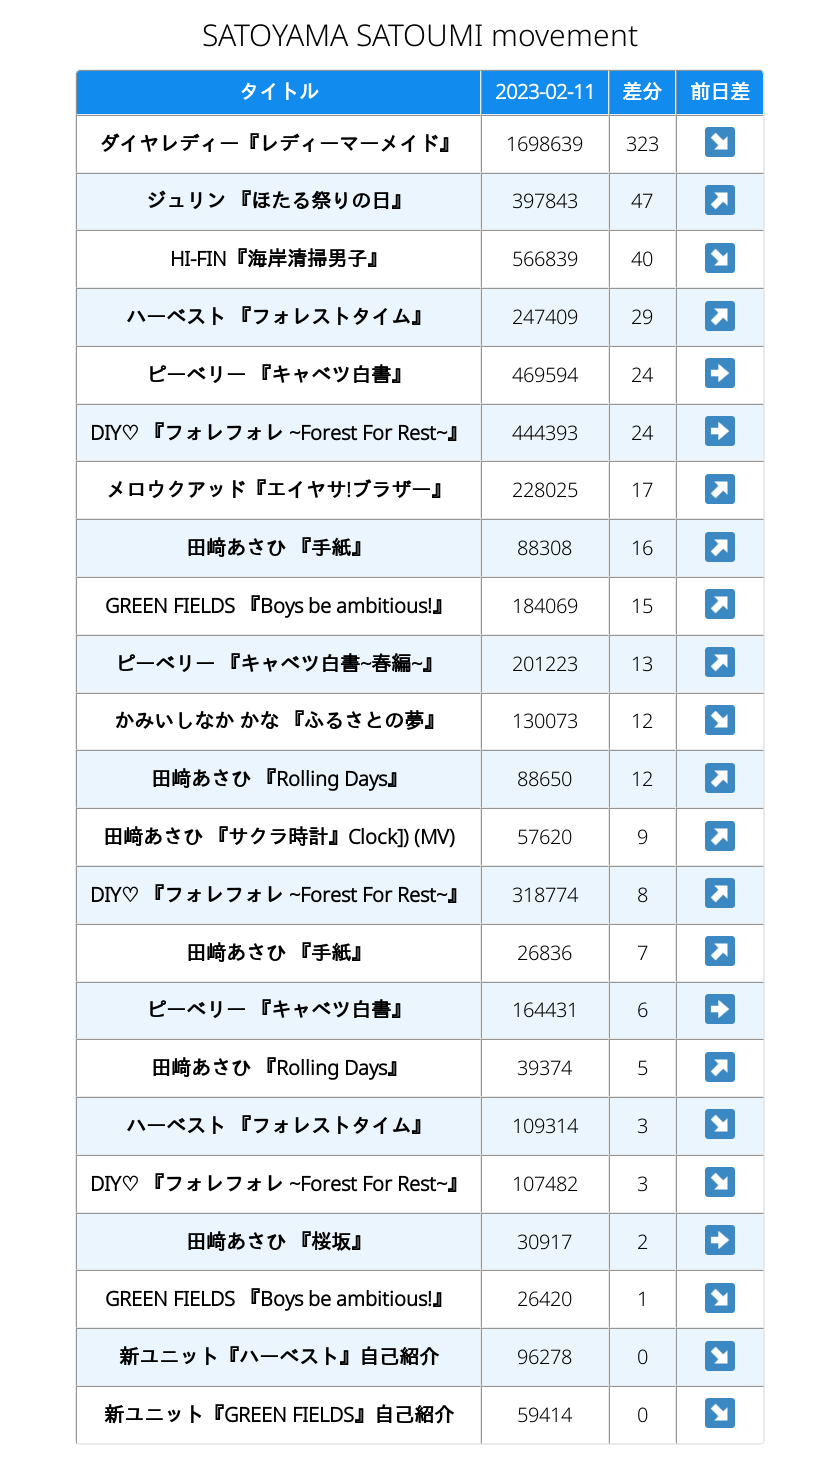 SATOYAMA SATOUMI movement
タイトル 2023-02-11 差分 前日差
ダイヤレディー『レディーマーメイド』 1698639 323 ↘
ジュリン 『ほたる祭りの日』 397843 47 ↗
HI-FIN『海岸清掃男子』 566839 40 ↘
ハーベスト 『フォレストタイム』 247409 29 ↗
ピーベリー 『キャベツ白書』 469594 24 ➡
DIY♡ 『フォレフォレ ~Forest For Rest~』 444393 24 ➡
メロウクアッド『エイヤサ!ブラザー』 228025 17 ↗
田﨑あさひ 『手紙』 88308 16 ↗
GREEN FIELDS 『Boys be ambitious!』 184069 15 ↗
ピーベリー 『キャベツ白書~春編~』 201223 13 ↗
かみいしなか かな 『ふるさとの夢』 130073 12 ↘
田﨑あさひ 『Rolling Days』 88650 12 ↗
田﨑あさひ 『サクラ時計』Clock]) (MV) 57620 9 ↗
DIY♡ 『フォレフォレ ~Forest For Rest~』 318774 8 ↗
田﨑あさひ 『手紙』 26836 7 ↗
ピーベリー 『キャベツ白書』 164431 6 ➡
田﨑あさひ 『Rolling Days』 39374 5 ↗
ハーベスト 『フォレストタイム』 109314 3 ↘
DIY♡ 『フォレフォレ ~Forest For Rest~』 107482 3 ↘
田﨑あさひ 『桜坂』 30917 2 ➡
GREEN FIELDS 『Boys be ambitious!』 26420 1 ↘
新ユニット『ハーベスト』自己紹介 96278 0 ↘
新ユニット『GREEN FIELDS』自己紹介 59414 0 ↘